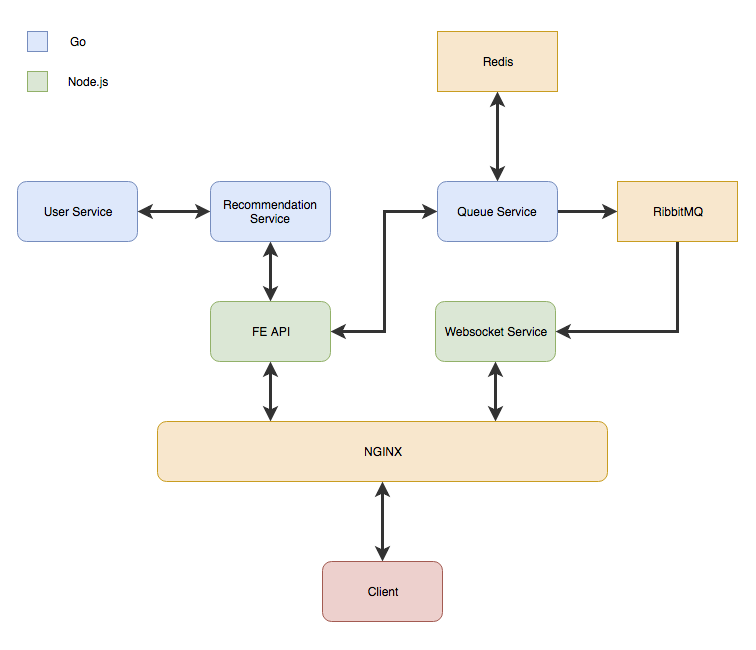 Go
Node.js
Redis
User Service
Recommendation
Service
Queue Service
RibbitMQ
FE API
Websocket Service
NGINX
Client